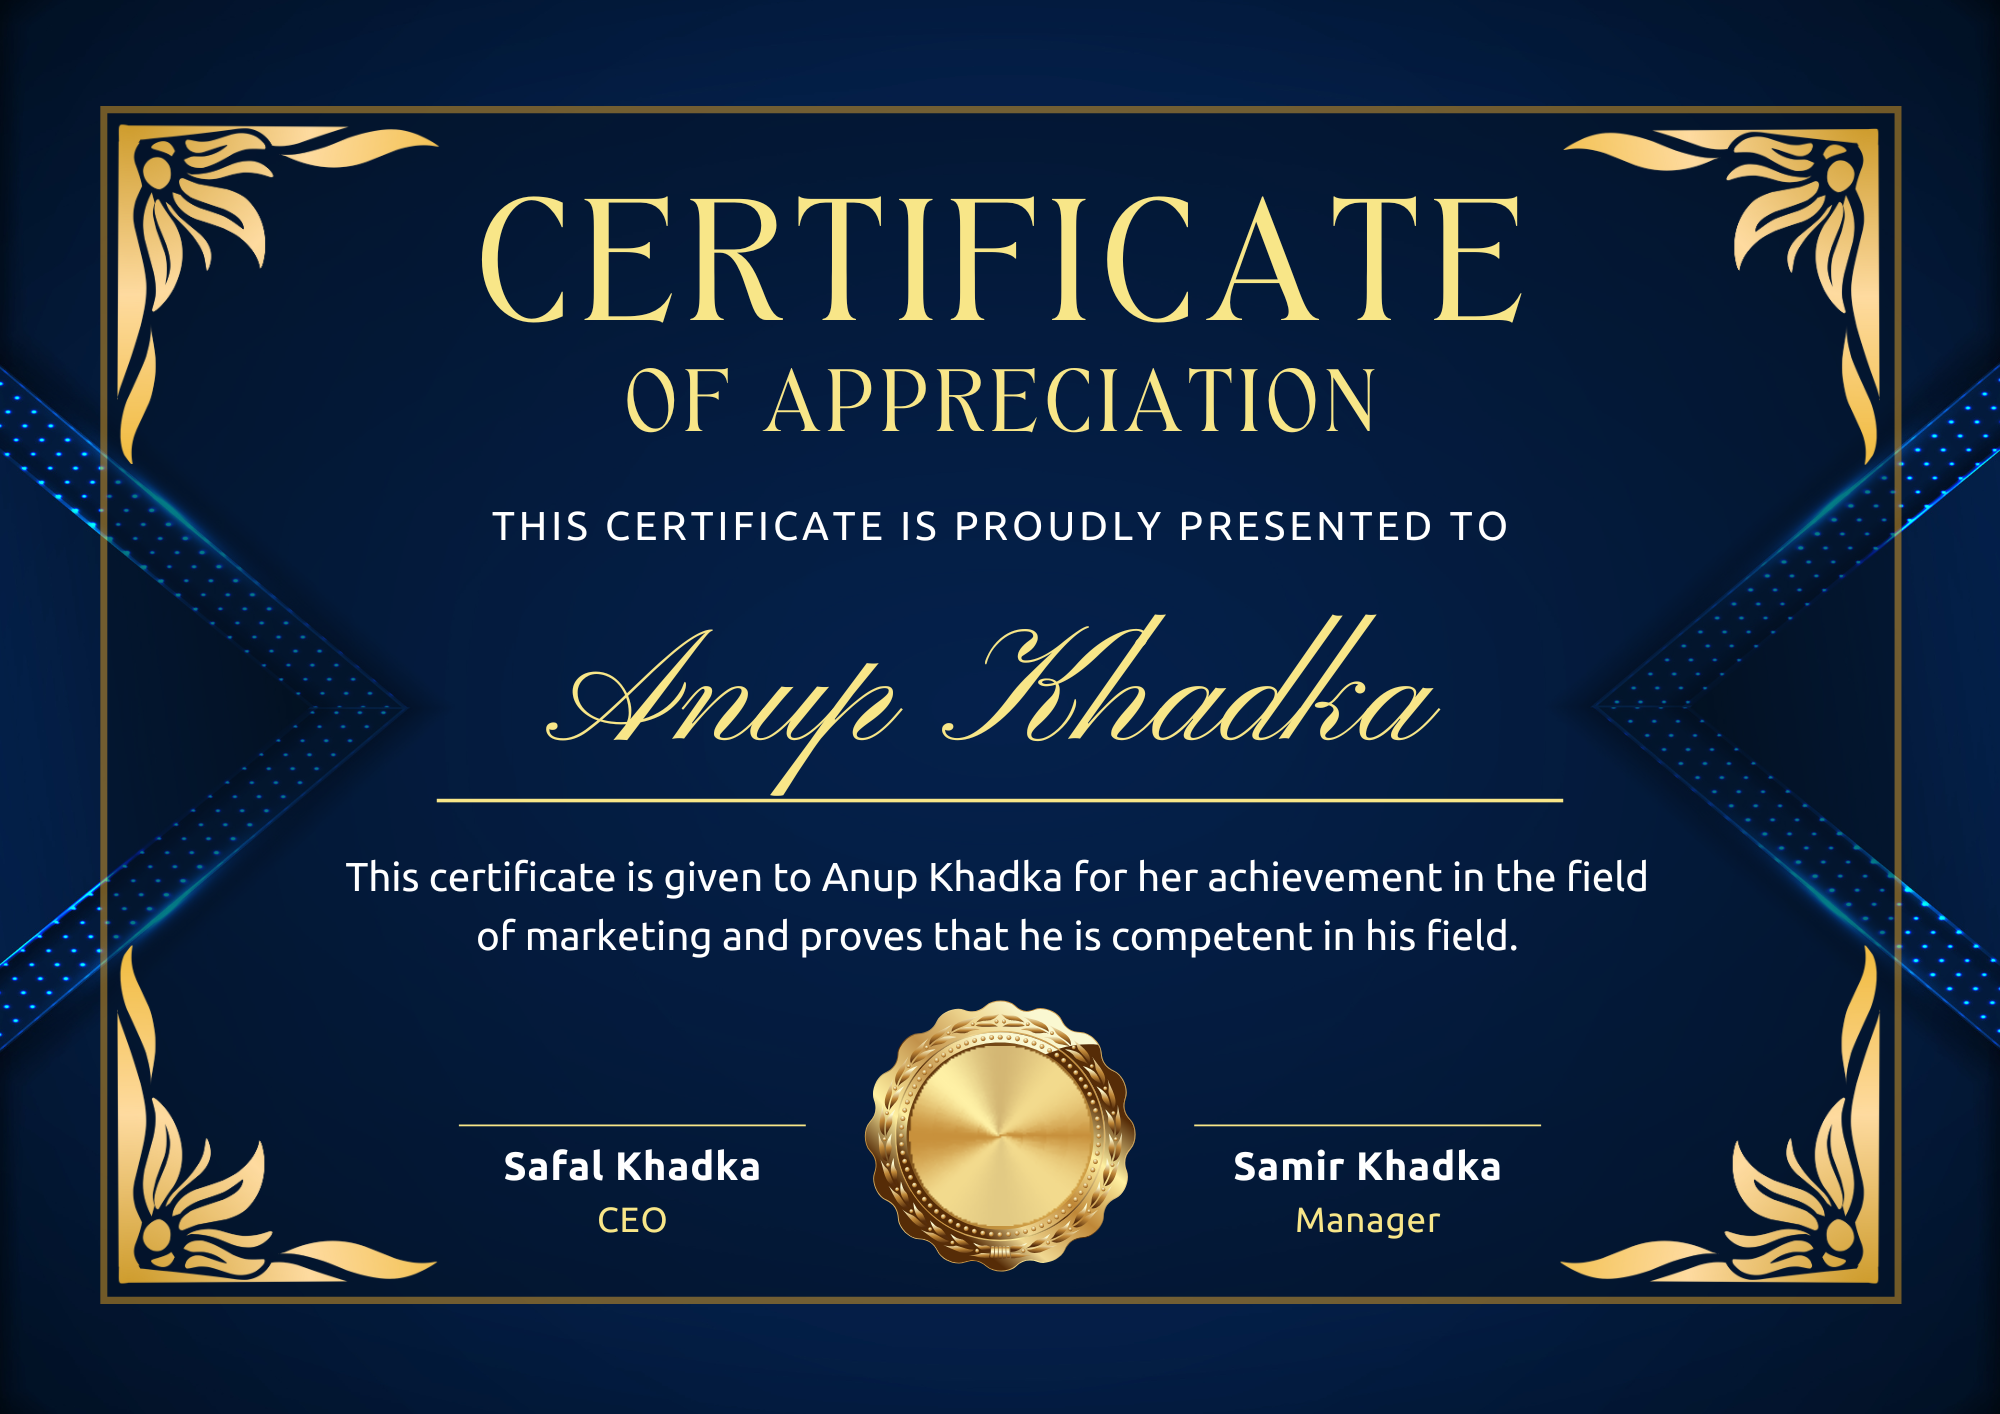 CERTIFICATE
OF APPRECIATION
THIS CERTIFICATE IS PROUDLY PRESENTED TO
Anup Khadka
This certificate is given to Anup Khadka for her achievement in the field
of marketing and proves that he is competent in his field.
Safal Khadka
CEO
Samir Khadka
Manager